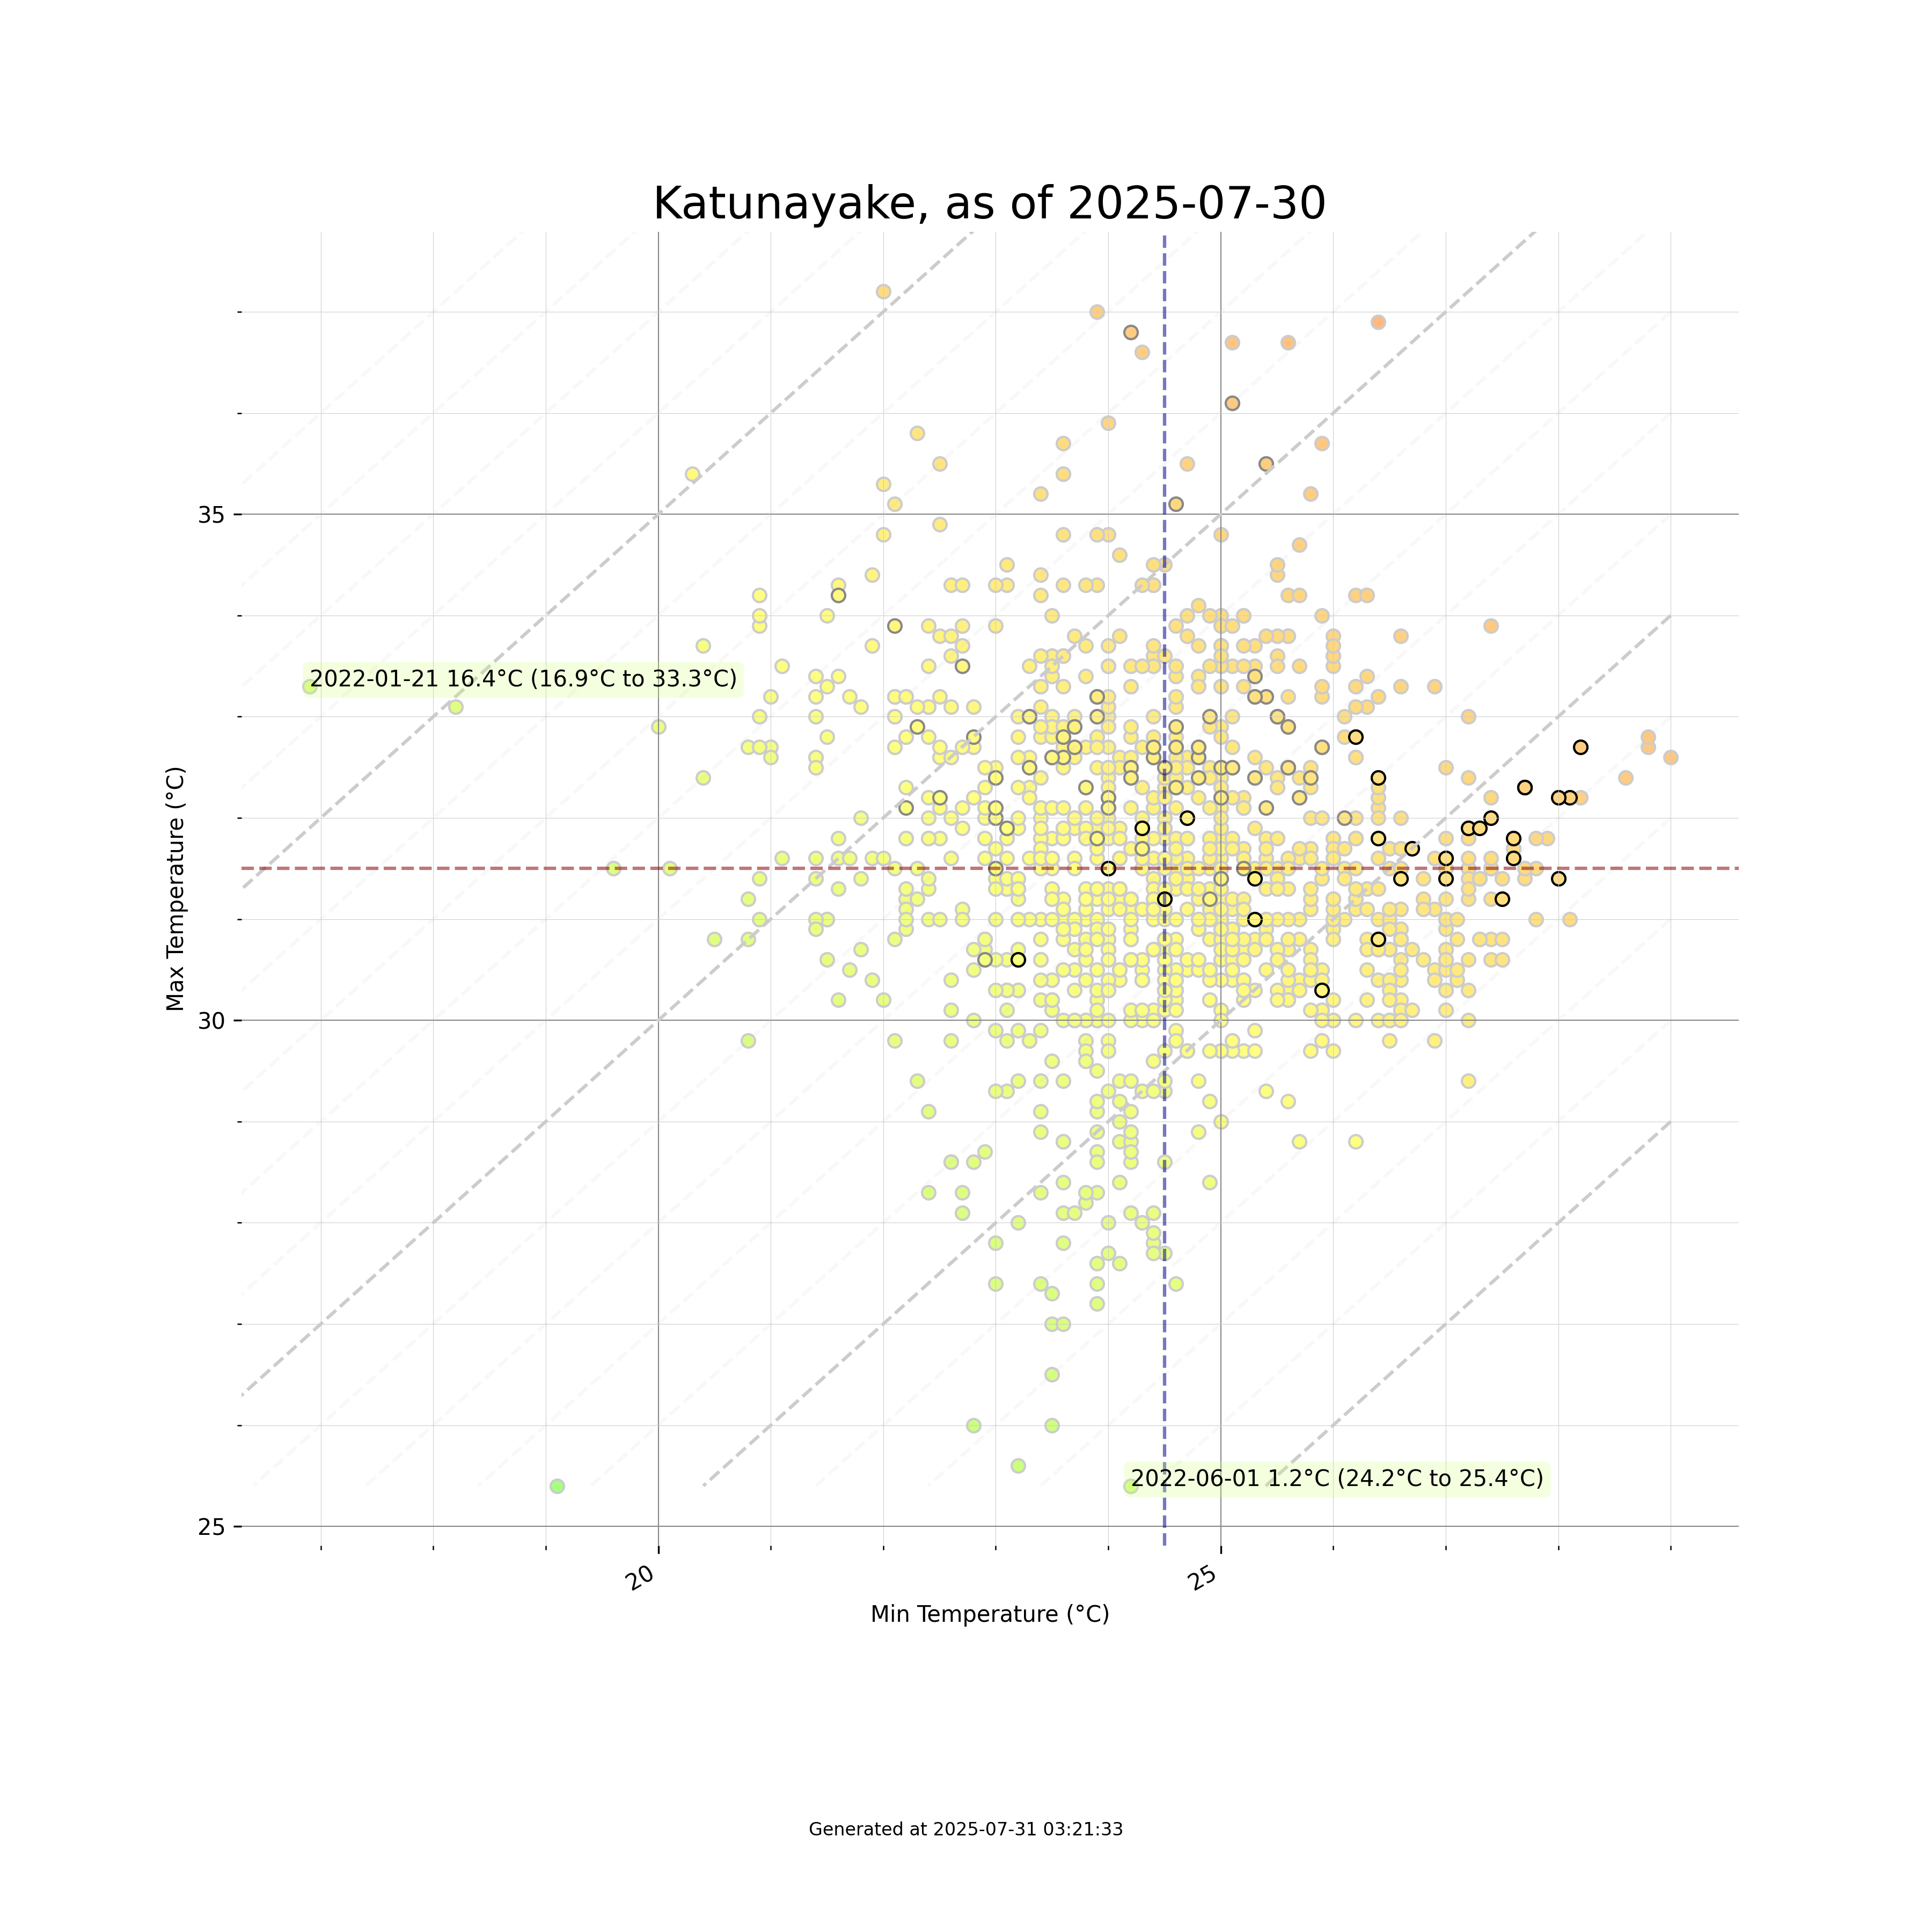 Katunayake, as of 2025-07-30
Max Temperature (°C)
35
30
25
2022-01-21 16.4°C (16.9°C to 33.3°C)
2022-06-01 1.2°C (24.2°C to 25.4°C)
20
25
Min Temperature (°C)
Generated at 2025-07-31 03:21:33